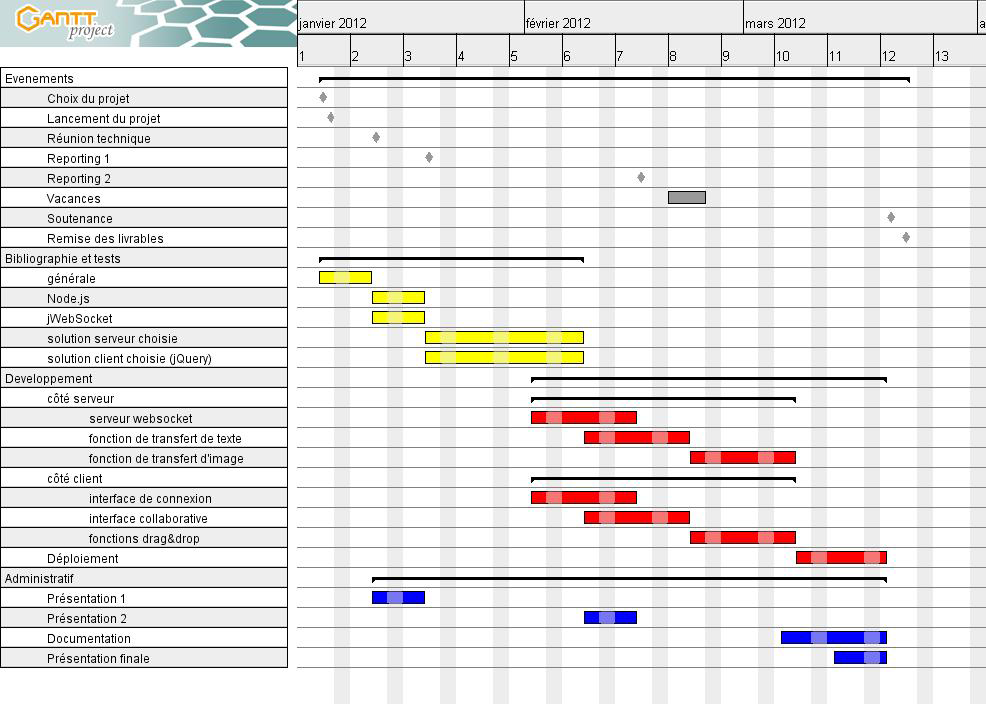 GANTT
project
janvier 2012 février 2012 mars 2012 a
1 2 3 4 5 6 7 8 9 10 11 12 13
Evenements
Choix du projet
Lancement du projet
Réunion technique
Reporting 1
Reporting 2
Vacances
Soutenance
Remise des livrables
Bibliographie et tests
générale
Node.js
jWebSocket
solution serveur choisie
solution client choisie (jQuery)
Developpement
côté serveur
serveur websocket
fonction de transfert de texte
fonction de transfert d'image
côté client
interface de connexion
interface collaborative
fonctions drag&drop
Déploiement
Administratif
Présentation 1
Présentation 2
Documentation
Présentation finale